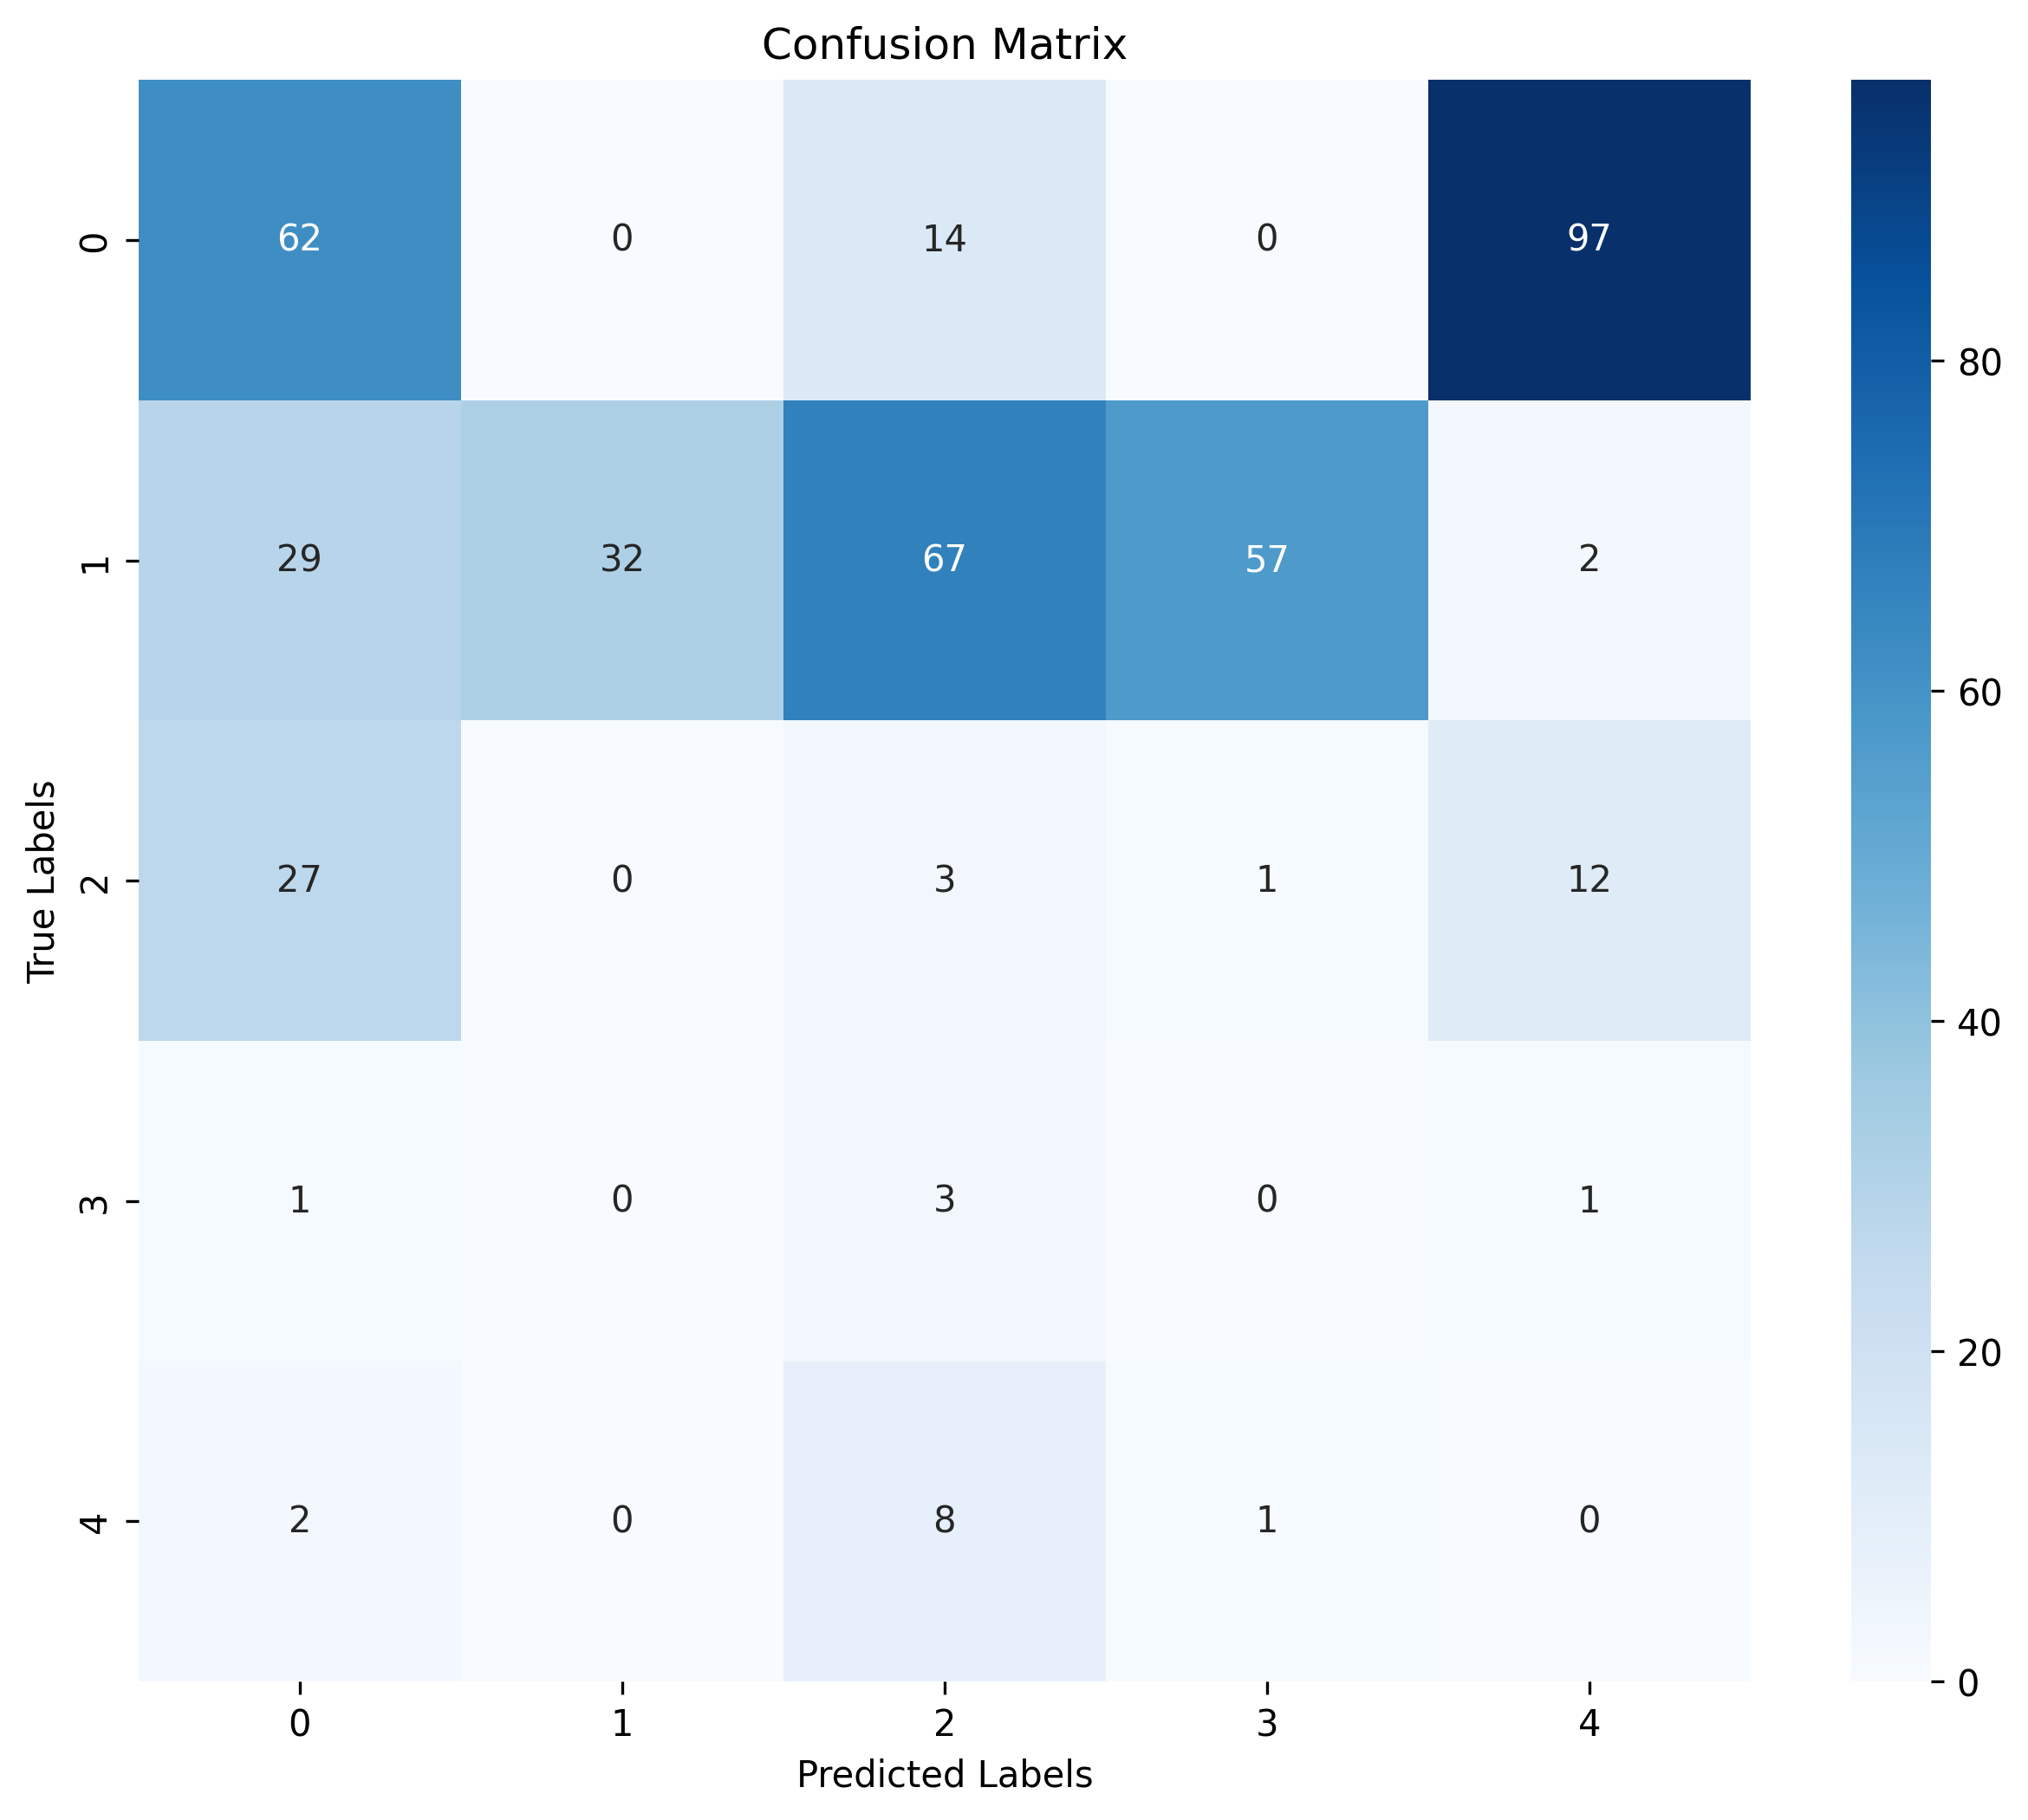 Confusion Matrix
0 62 0 14 0 97
1 29 32 67 57 2
2 27 0 3 1 12
3 1 0 3 0 1
4 2 0 8 1 0
0 1 2 3 4
Predicted Labels
True Labels
80
60
40
20
0